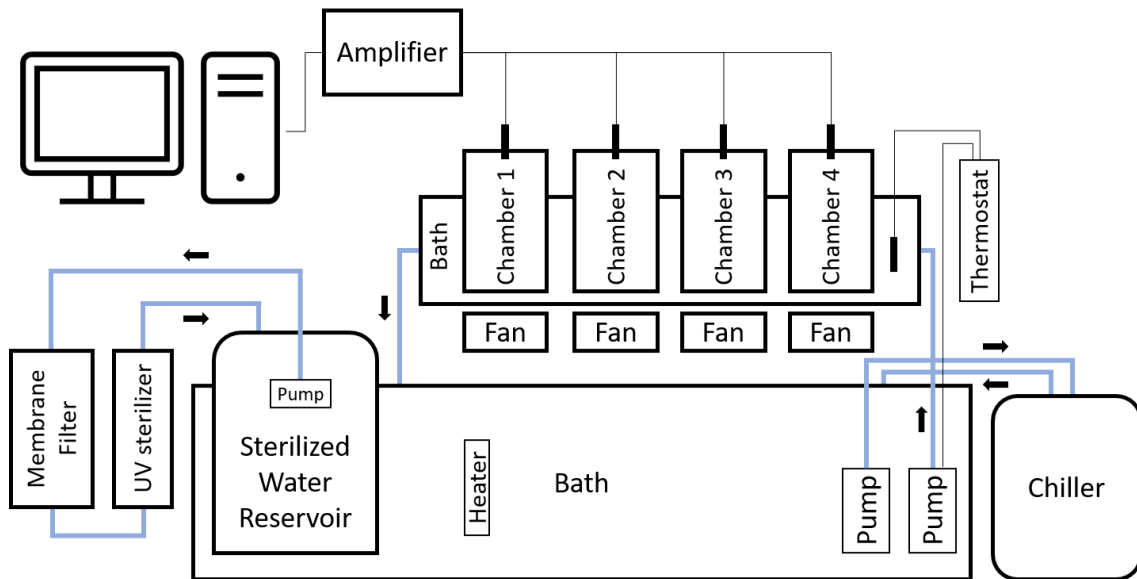 Amplifier
Chamber 1
Chamber 2
Chamber 3
Chamber 4
Bath
Thermostat
Fan
Fan
Fan
Fan
Membrane
Filter
UV sterilizer
Pump
Sterilized
Water
Reservoir
Heater
Bath
Pump
Pump
Chiller